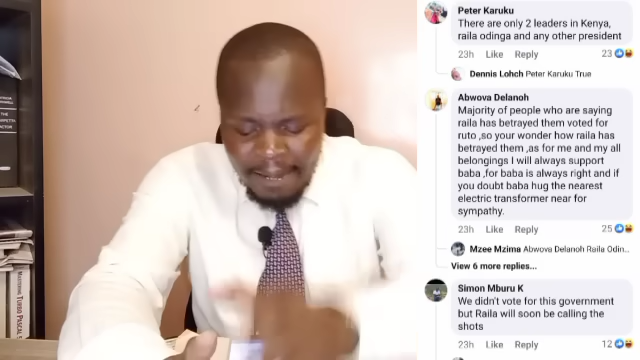 Peter Karuku
There are only 2 leaders in Kenya,
raila odinga and any other president
23h Like Reply 23
Dennis Lohch Peter Karuku True
Abwova Delanoh
Majority of people who are saying
raila has betrayed them voted for
ruto ,so your wonder how raila has
betrayed them ,as for me and my all
belongings I will always support
baba ,for baba is always right and if
you doubt baba hug the nearest
electric transformer near for
sympathy.
23h Like Reply 25
Mzee Mzima Abwova Delanoh Raila Odin...
View 6 more replies...
Simon Mburu K
We didn't vote for this government
but Raila will soon be calling the
shots
23h Like Reply 12
TURBO PASCAL